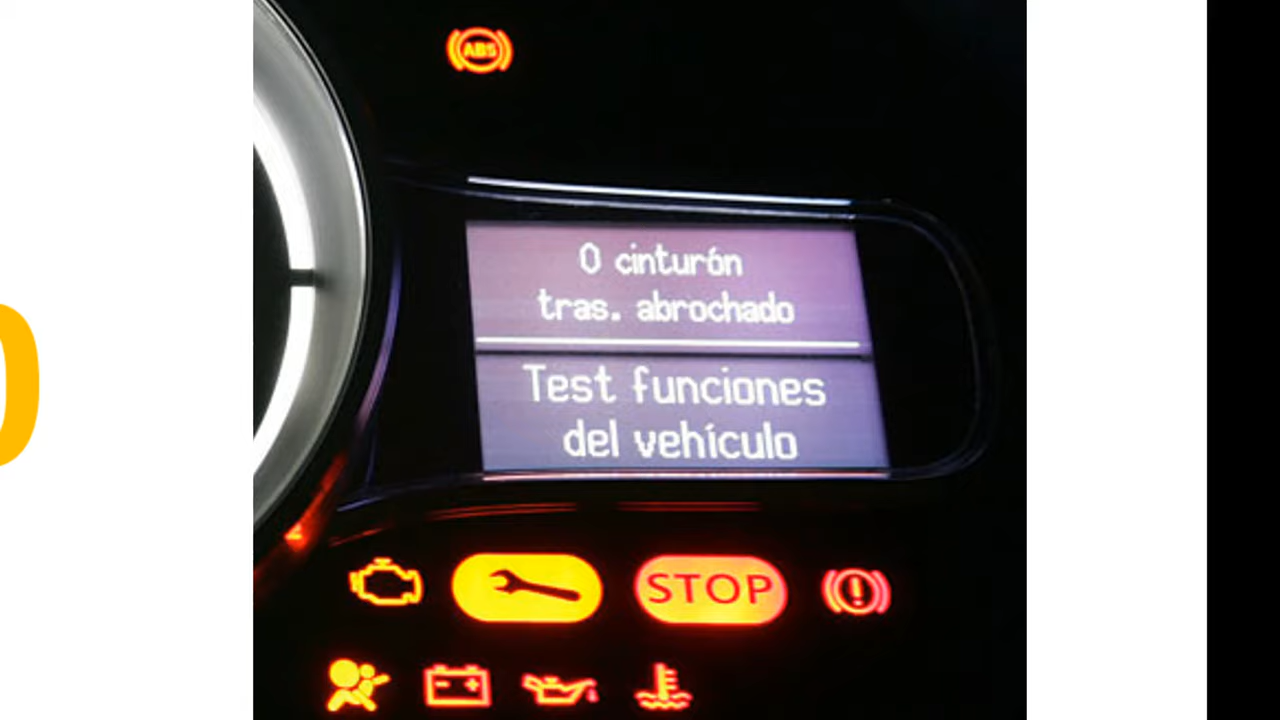 ABS
0 cinturón
tras. abrochado
Test funciones
del vehículo
STOP